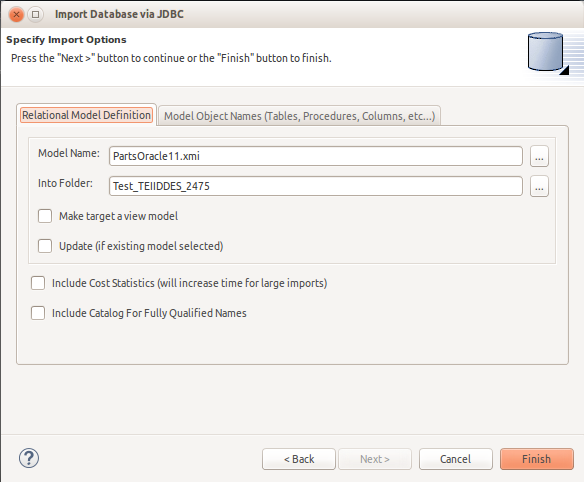 Import Database via JDBC
Specify Import Options
Press the "Next >" button to continue or the "Finish" button to finish.
Relational Model Definition
Model Object Names (Tables, Procedures, Columns, etc...)
Model Name:
PartsOracle11.xmi
...
Into Folder:
Test_TEIIDDES_2475
...
Make target a view model
Update (if existing model selected)
Include Cost Statistics (will increase time for large imports)
Include Catalog For Fully Qualified Names
?
< Back
Next >
Cancel
Finish